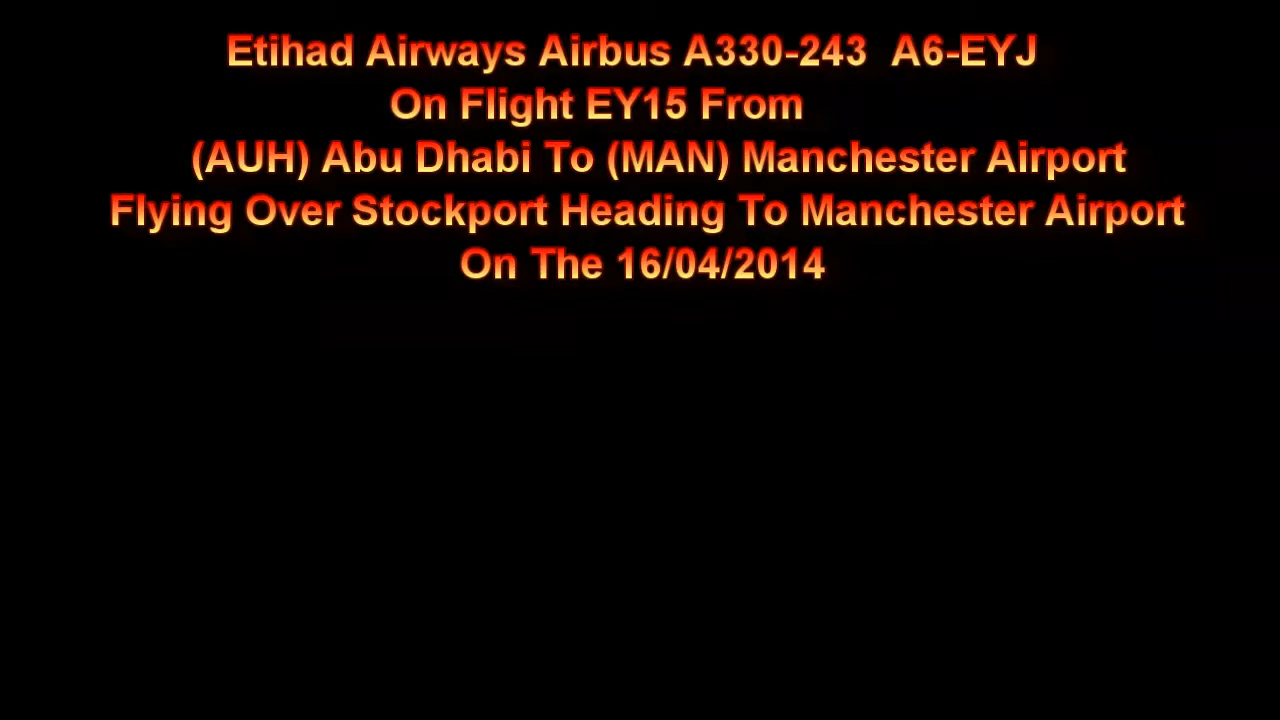 Etihad Airways Airbus A330-243 A6-EYJ
On Flight EY15 From
(AUH) Abu Dhabi To (MAN) Manchester Airport
Flying Over Stockport Heading To Manchester Airport
On The 16/04/2014